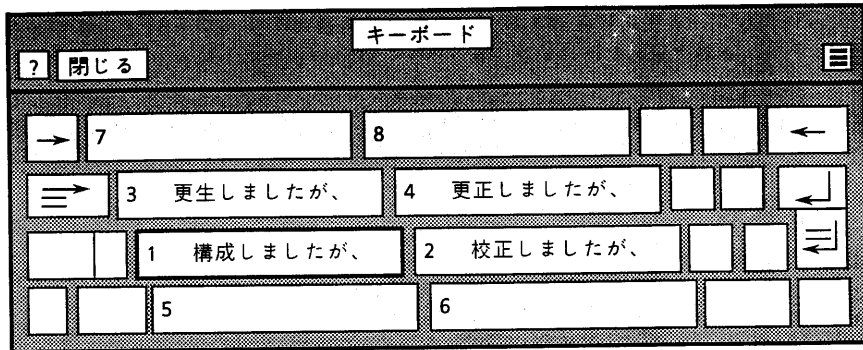 キーボード
? 閉じる
7 8
3 更生しましたが、 4 更正しましたが、
1 構成しましたが、 2 校正しましたが、
5 6